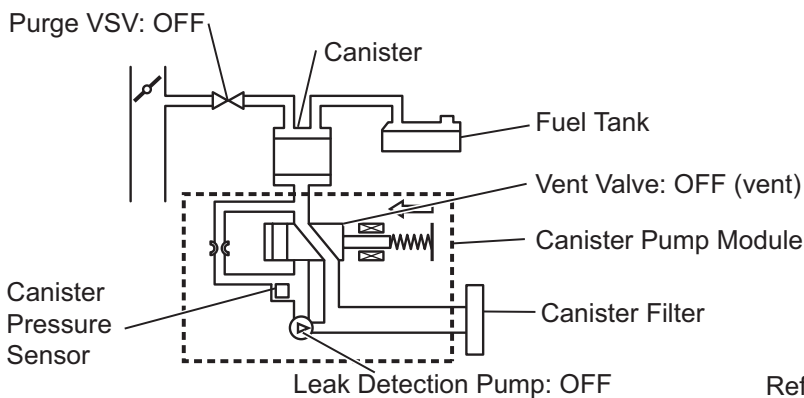 Purge VSV: OFF
Canister
Fuel Tank
Vent Valve: OFF (vent)
Canister Pump Module
Canister
Pressure
Sensor
Canister Filter
Leak Detection Pump: OFF
Ref